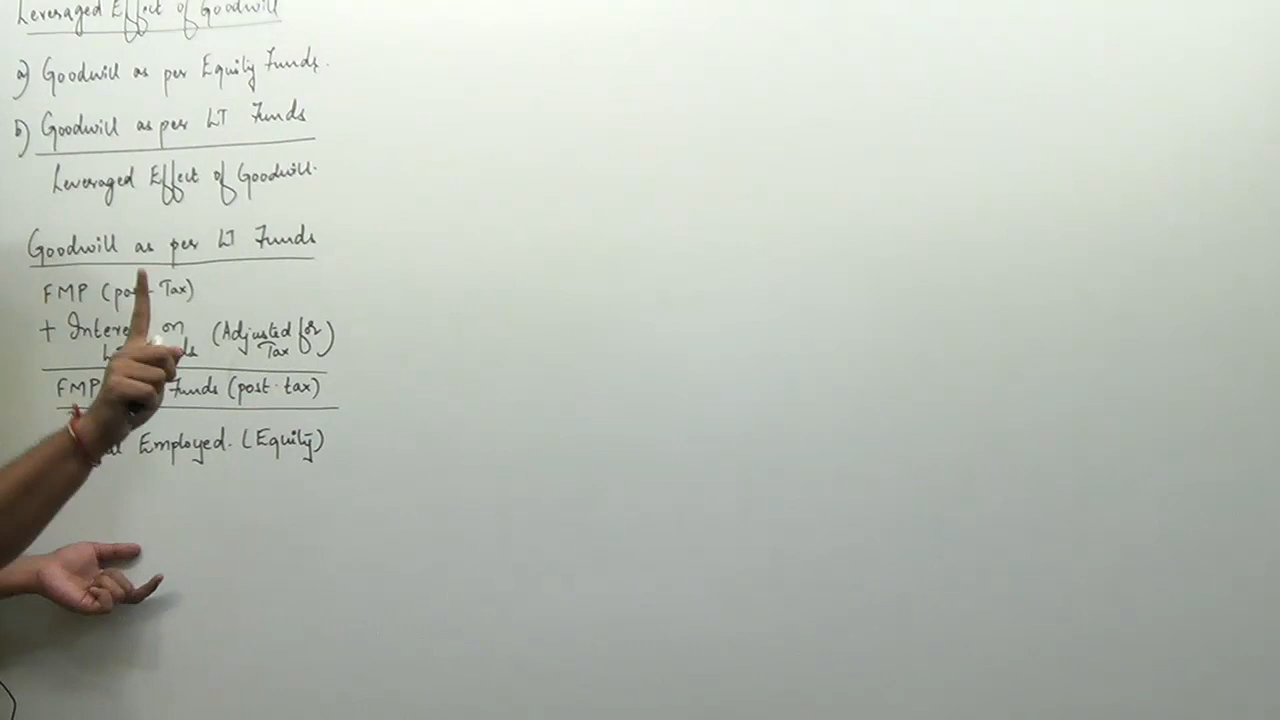 Leveraged Effect of Goodwill
a) Goodwill as per Equity Funds.
b) Goodwill as per LT Funds
Leveraged Effect of Goodwill.
Goodwill as per LT Funds
FMP (post Tax)
+ Interest on (Adjusted for
Tax)
FMP Funds (post-tax)
Employed. (Equity)